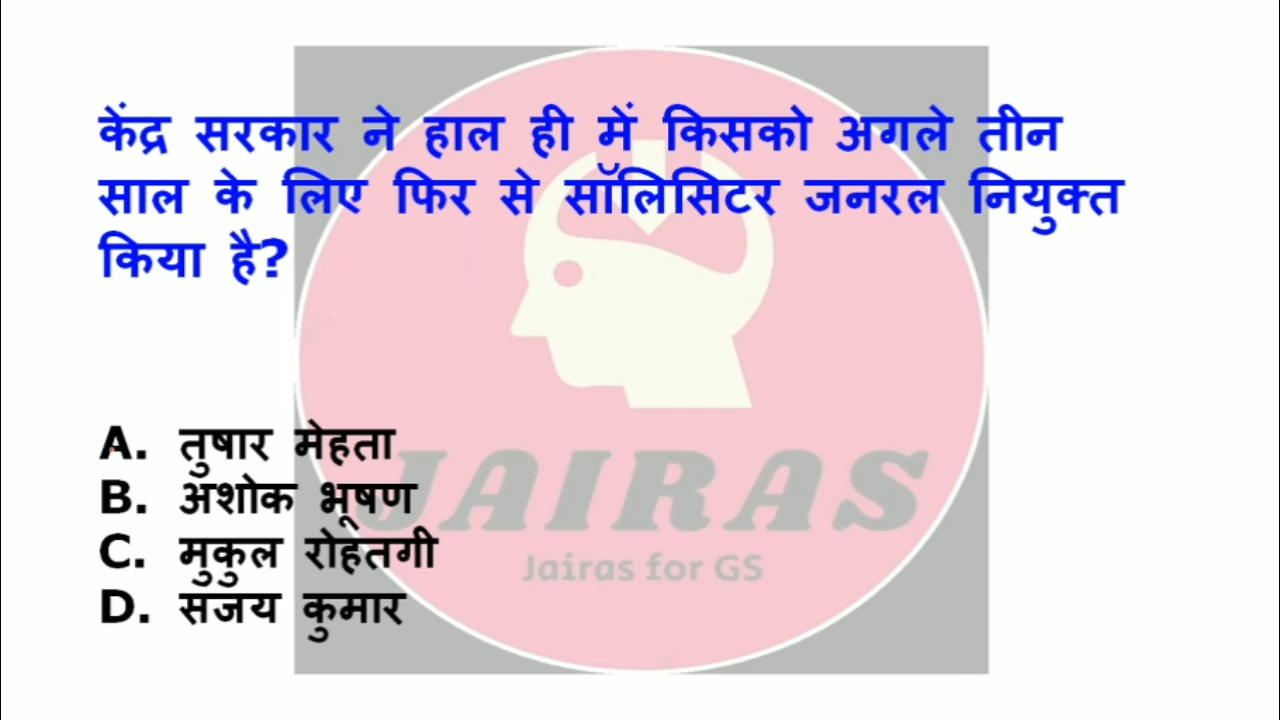 केंद्र सरकार ने हाल ही में किसको अगले तीन
साल के लिए फिर से सॉलिसिटर जनरल नियुक्त
किया है?
A. तुषार मेहता
B. अशोक भूषण
C. मुकुल रोहतगी
D. संजय कुमार
JAIRAS
Jairas for GS